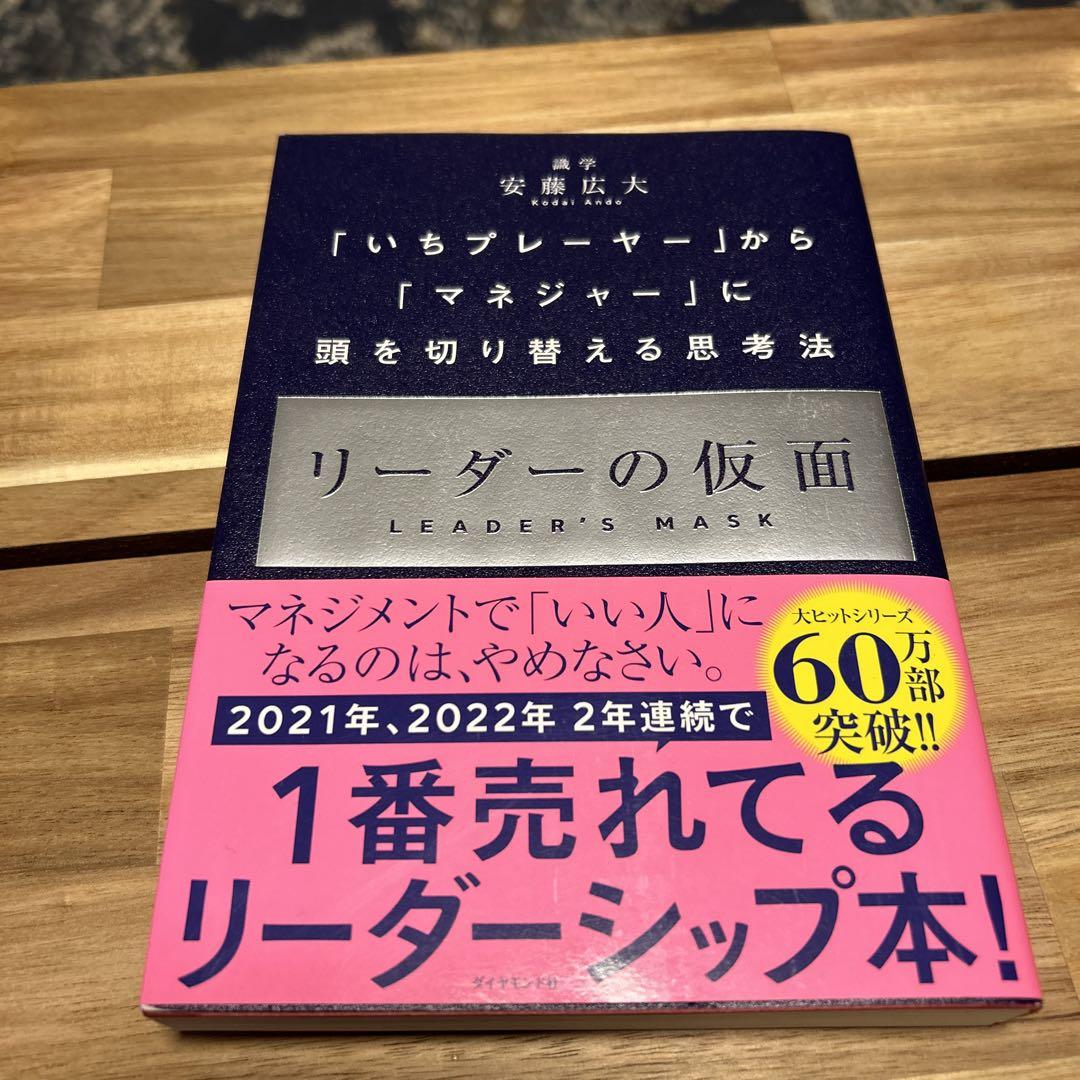 識学
安藤広大
Kodai Ando
「いちプレーヤー」から
「マネジャー」に
頭を切り替える思考法
リーダーの仮面
LEADER'S MASK
マネジメントで「いい人」に
なるのは、やめなさい。
大ヒットシリーズ
60万部
突破!!
2021年、2022年 2年連続で
1番売れてる
リーダーシップ本!
ダイヤモンド社